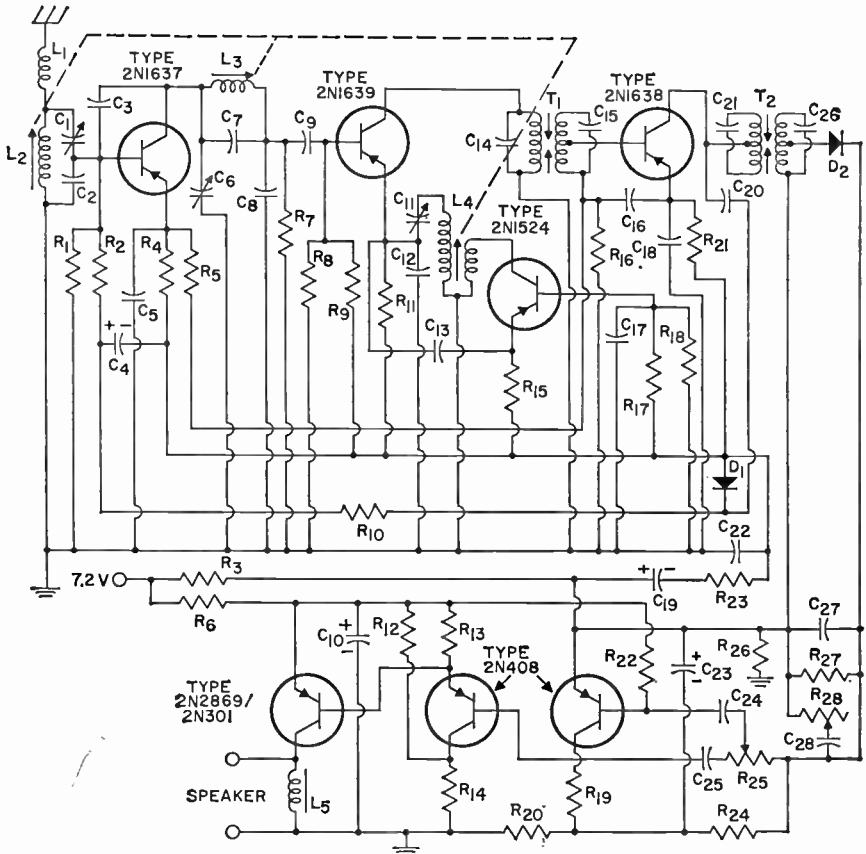 L1
TYPE
2N1637
L3
TYPE
2N1639
T1
TYPE
2N1638
T2
C3
C1
L2
C2
C7
C9
C6
C8
C14
C15
C21
C26
D2
C20
R1
R2
R4
R5
C5
C4
+ -
R7
R8
R9
R11
C11
C12
L4
TYPE
2N1524
C13
R15
C16
R16
C18
R21
C17
R18
R17
D1
R10
C22
7.2 V
R3
+ -
C19
R23
R6
C10
+
-
R12
R13
TYPE
2N408
R22
+
-
C23
R26
C27
R27
R28
C28
TYPE
2N2869/
2N301
C24
C25
R25
SPEAKER
L5
R14
R19
R20
R24